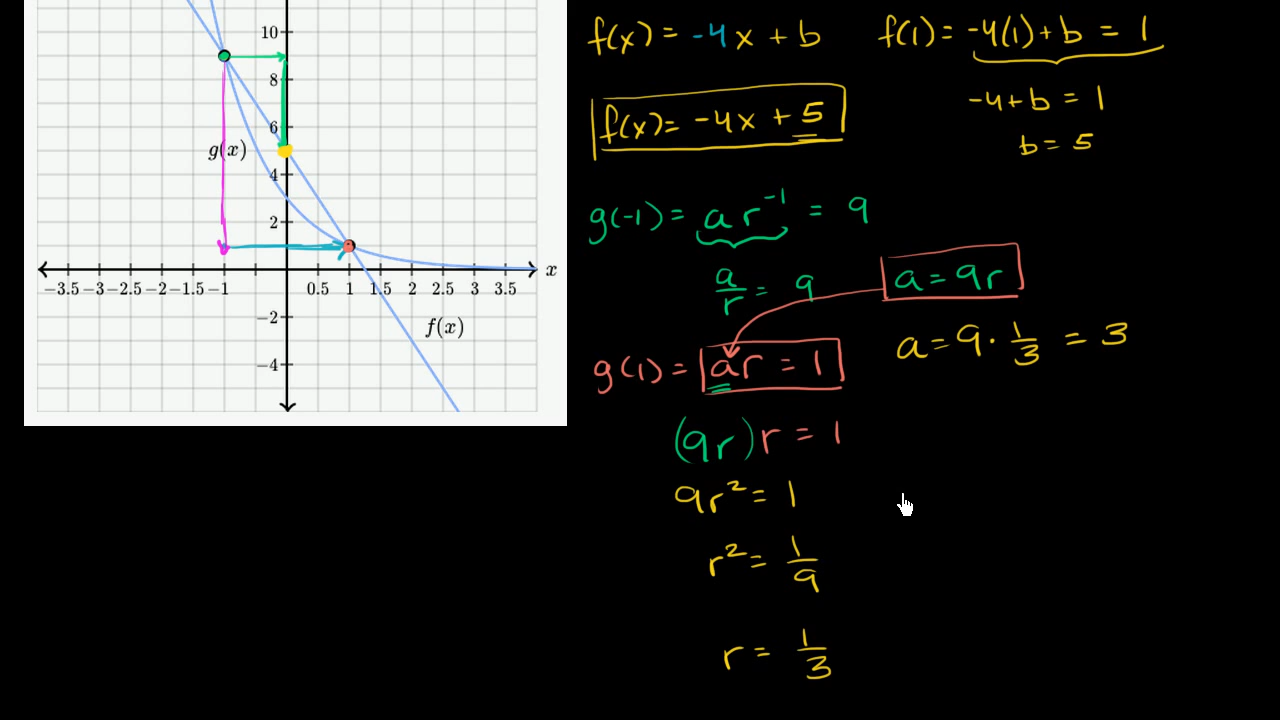 10
8
6
g(x)
4
2
x
−3.5 −3 −2.5 −2 −1.5 −1 0.5 1 1.5 2 2.5 3 3.5
−2
f(x)
−4
f(x) = -4x + b
f(1) = -4(1) + b = 1
-4 + b = 1
f(x) = -4x + 5
b = 5
g(-1) = ar⁻¹ = 9
a/r = 9
a = 9r
g(1) = ar = 1
a = 9 · 1/3 = 3
(9r)r = 1
9r² = 1
r² = 1/9
r = 1/3